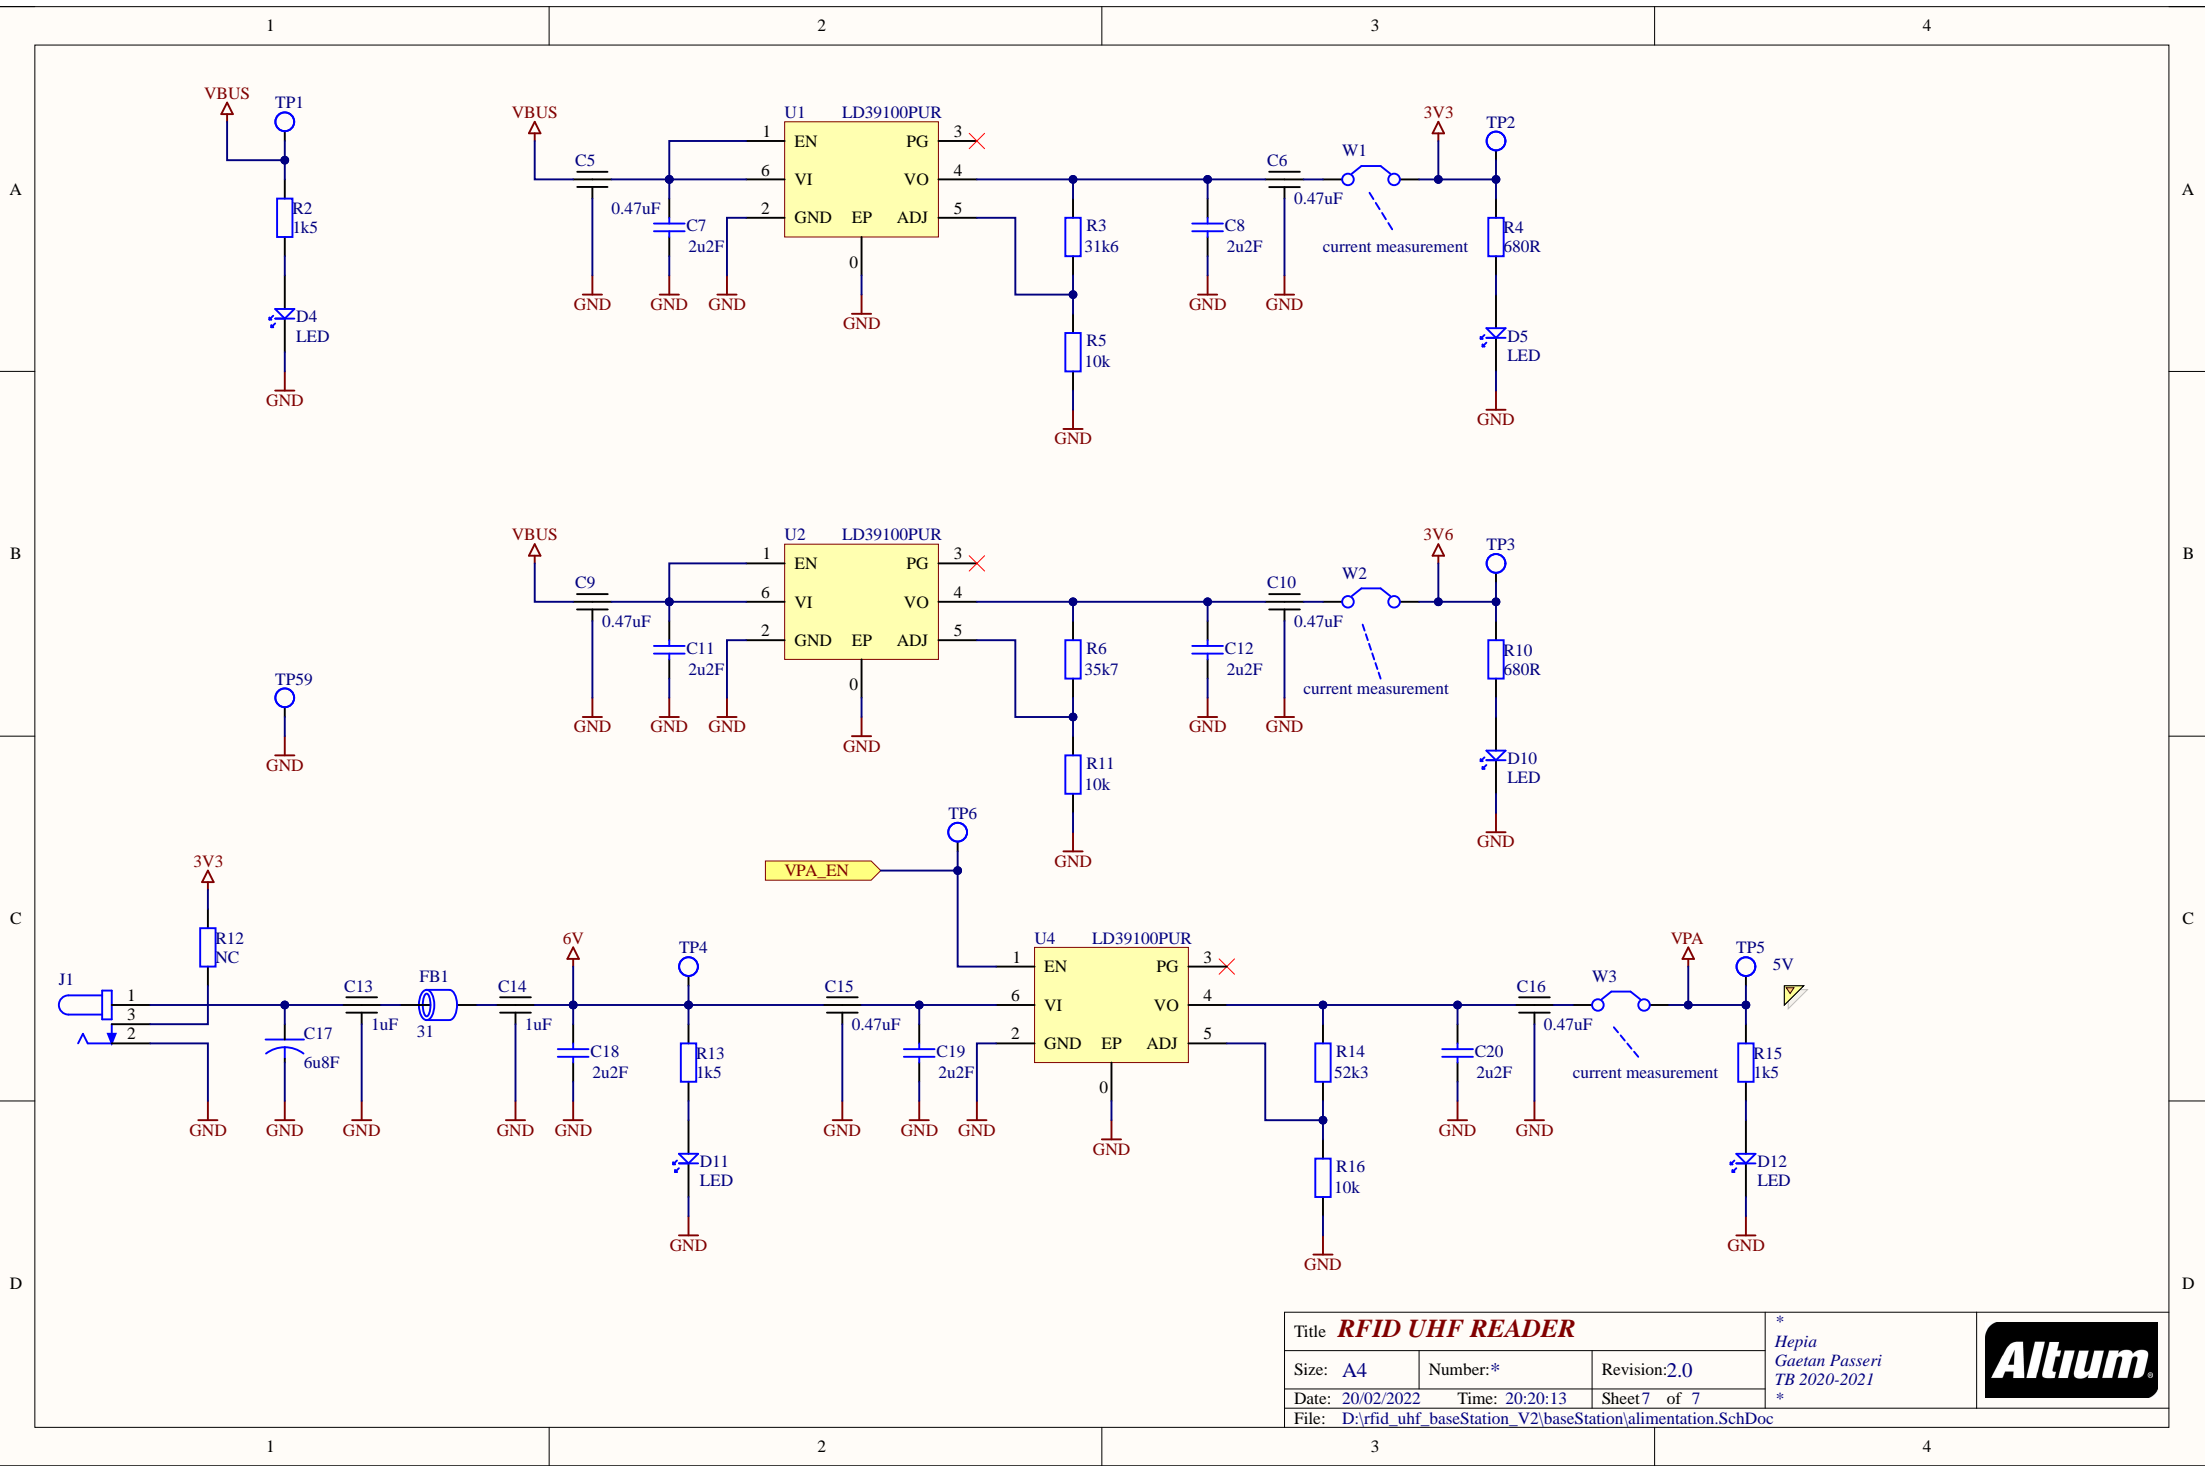 1 2 3 4
A A
B B
C C
D D
1 2 3 4
VBUS TP1
R2
1k5
D4
LED
GND
VBUS
C5
0.47uF
GND
C7
2u2F
GND
GND
U1 LD39100PUR
1 EN PG 3
6 VI VO 4
2 GND EP ADJ 5
0
GND
R3
31k6
R5
10k
GND
C8
2u2F
GND
C6
0.47uF
GND
W1
current measurement
3V3
TP2
R4
680R
D5
LED
GND
VBUS
C9
0.47uF
GND
C11
2u2F
GND
GND
U2 LD39100PUR
1 EN PG 3
6 VI VO 4
2 GND EP ADJ 5
0
GND
R6
35k7
R11
10k
GND
C12
2u2F
GND
C10
0.47uF
GND
W2
current measurement
3V6
TP3
R10
680R
D10
LED
GND
TP59
GND
3V3
R12
NC
J1
1
3
2
GND
C17
6u8F
GND
C13
1uF
GND
FB1
31
C14
1uF
GND
6V
C18
2u2F
GND
TP4
R13
1k5
D11
LED
GND
VPA_EN
TP6
C15
0.47uF
GND
C19
2u2F
GND
GND
U4 LD39100PUR
1 EN PG 3
6 VI VO 4
2 GND EP ADJ 5
0
GND
R14
52k3
R16
10k
GND
C20
2u2F
GND
C16
0.47uF
GND
W3
current measurement
VPA
TP5 5V
R15
1k5
D12
LED
GND
Title RFID UHF READER
Size: A4 Number:* Revision:2.0
Date: 20/02/2022 Time: 20:20:13 Sheet 7 of 7
File: D:\rfid_uhf_baseStation_V2\baseStation\alimentation.SchDoc
*
Hepia
Gaetan Passeri
TB 2020-2021
*
Altium